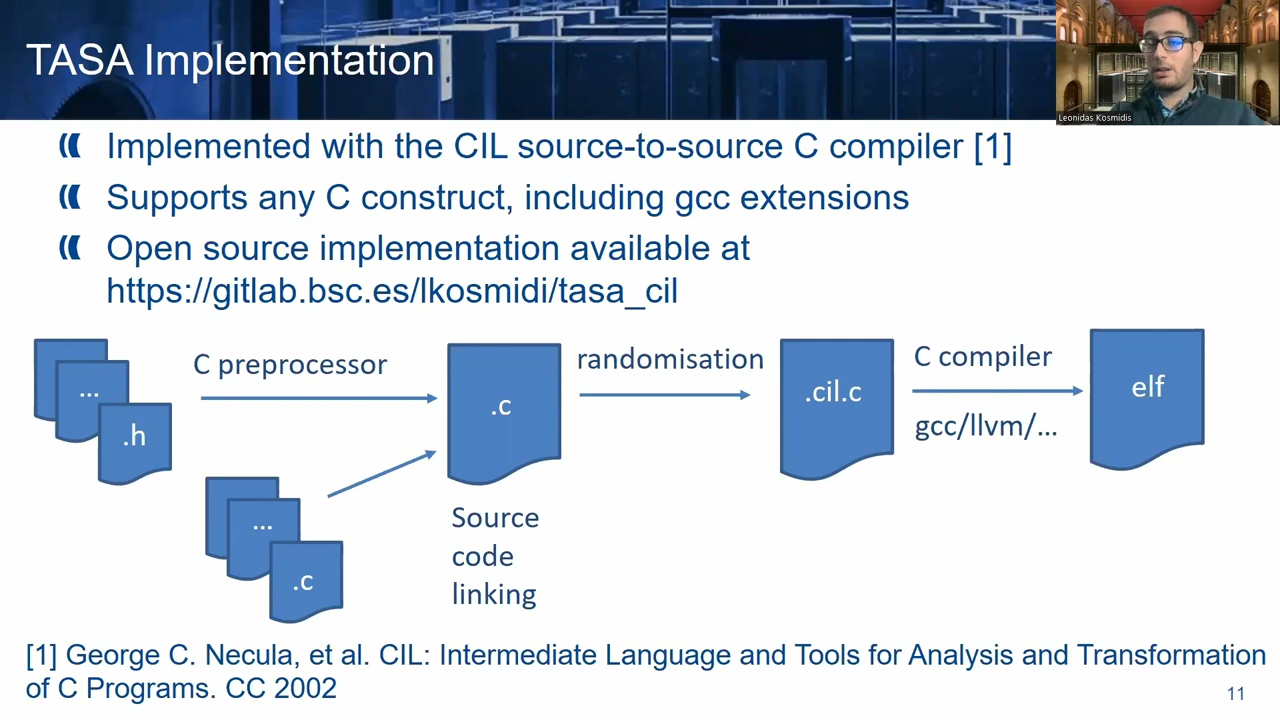 TASA Implementation
Leonidas Kosmidis
Implemented with the CIL source-to-source C compiler [1]
Supports any C construct, including gcc extensions
Open source implementation available at
https://gitlab.bsc.es/lkosmidi/tasa_cil
...
.h
C preprocessor
.c
randomisation
.cil.c
C compiler
gcc/llvm/...
elf
...
.c
Source
code
linking
[1] George C. Necula, et al. CIL: Intermediate Language and Tools for Analysis and Transformation
of C Programs. CC 2002
11